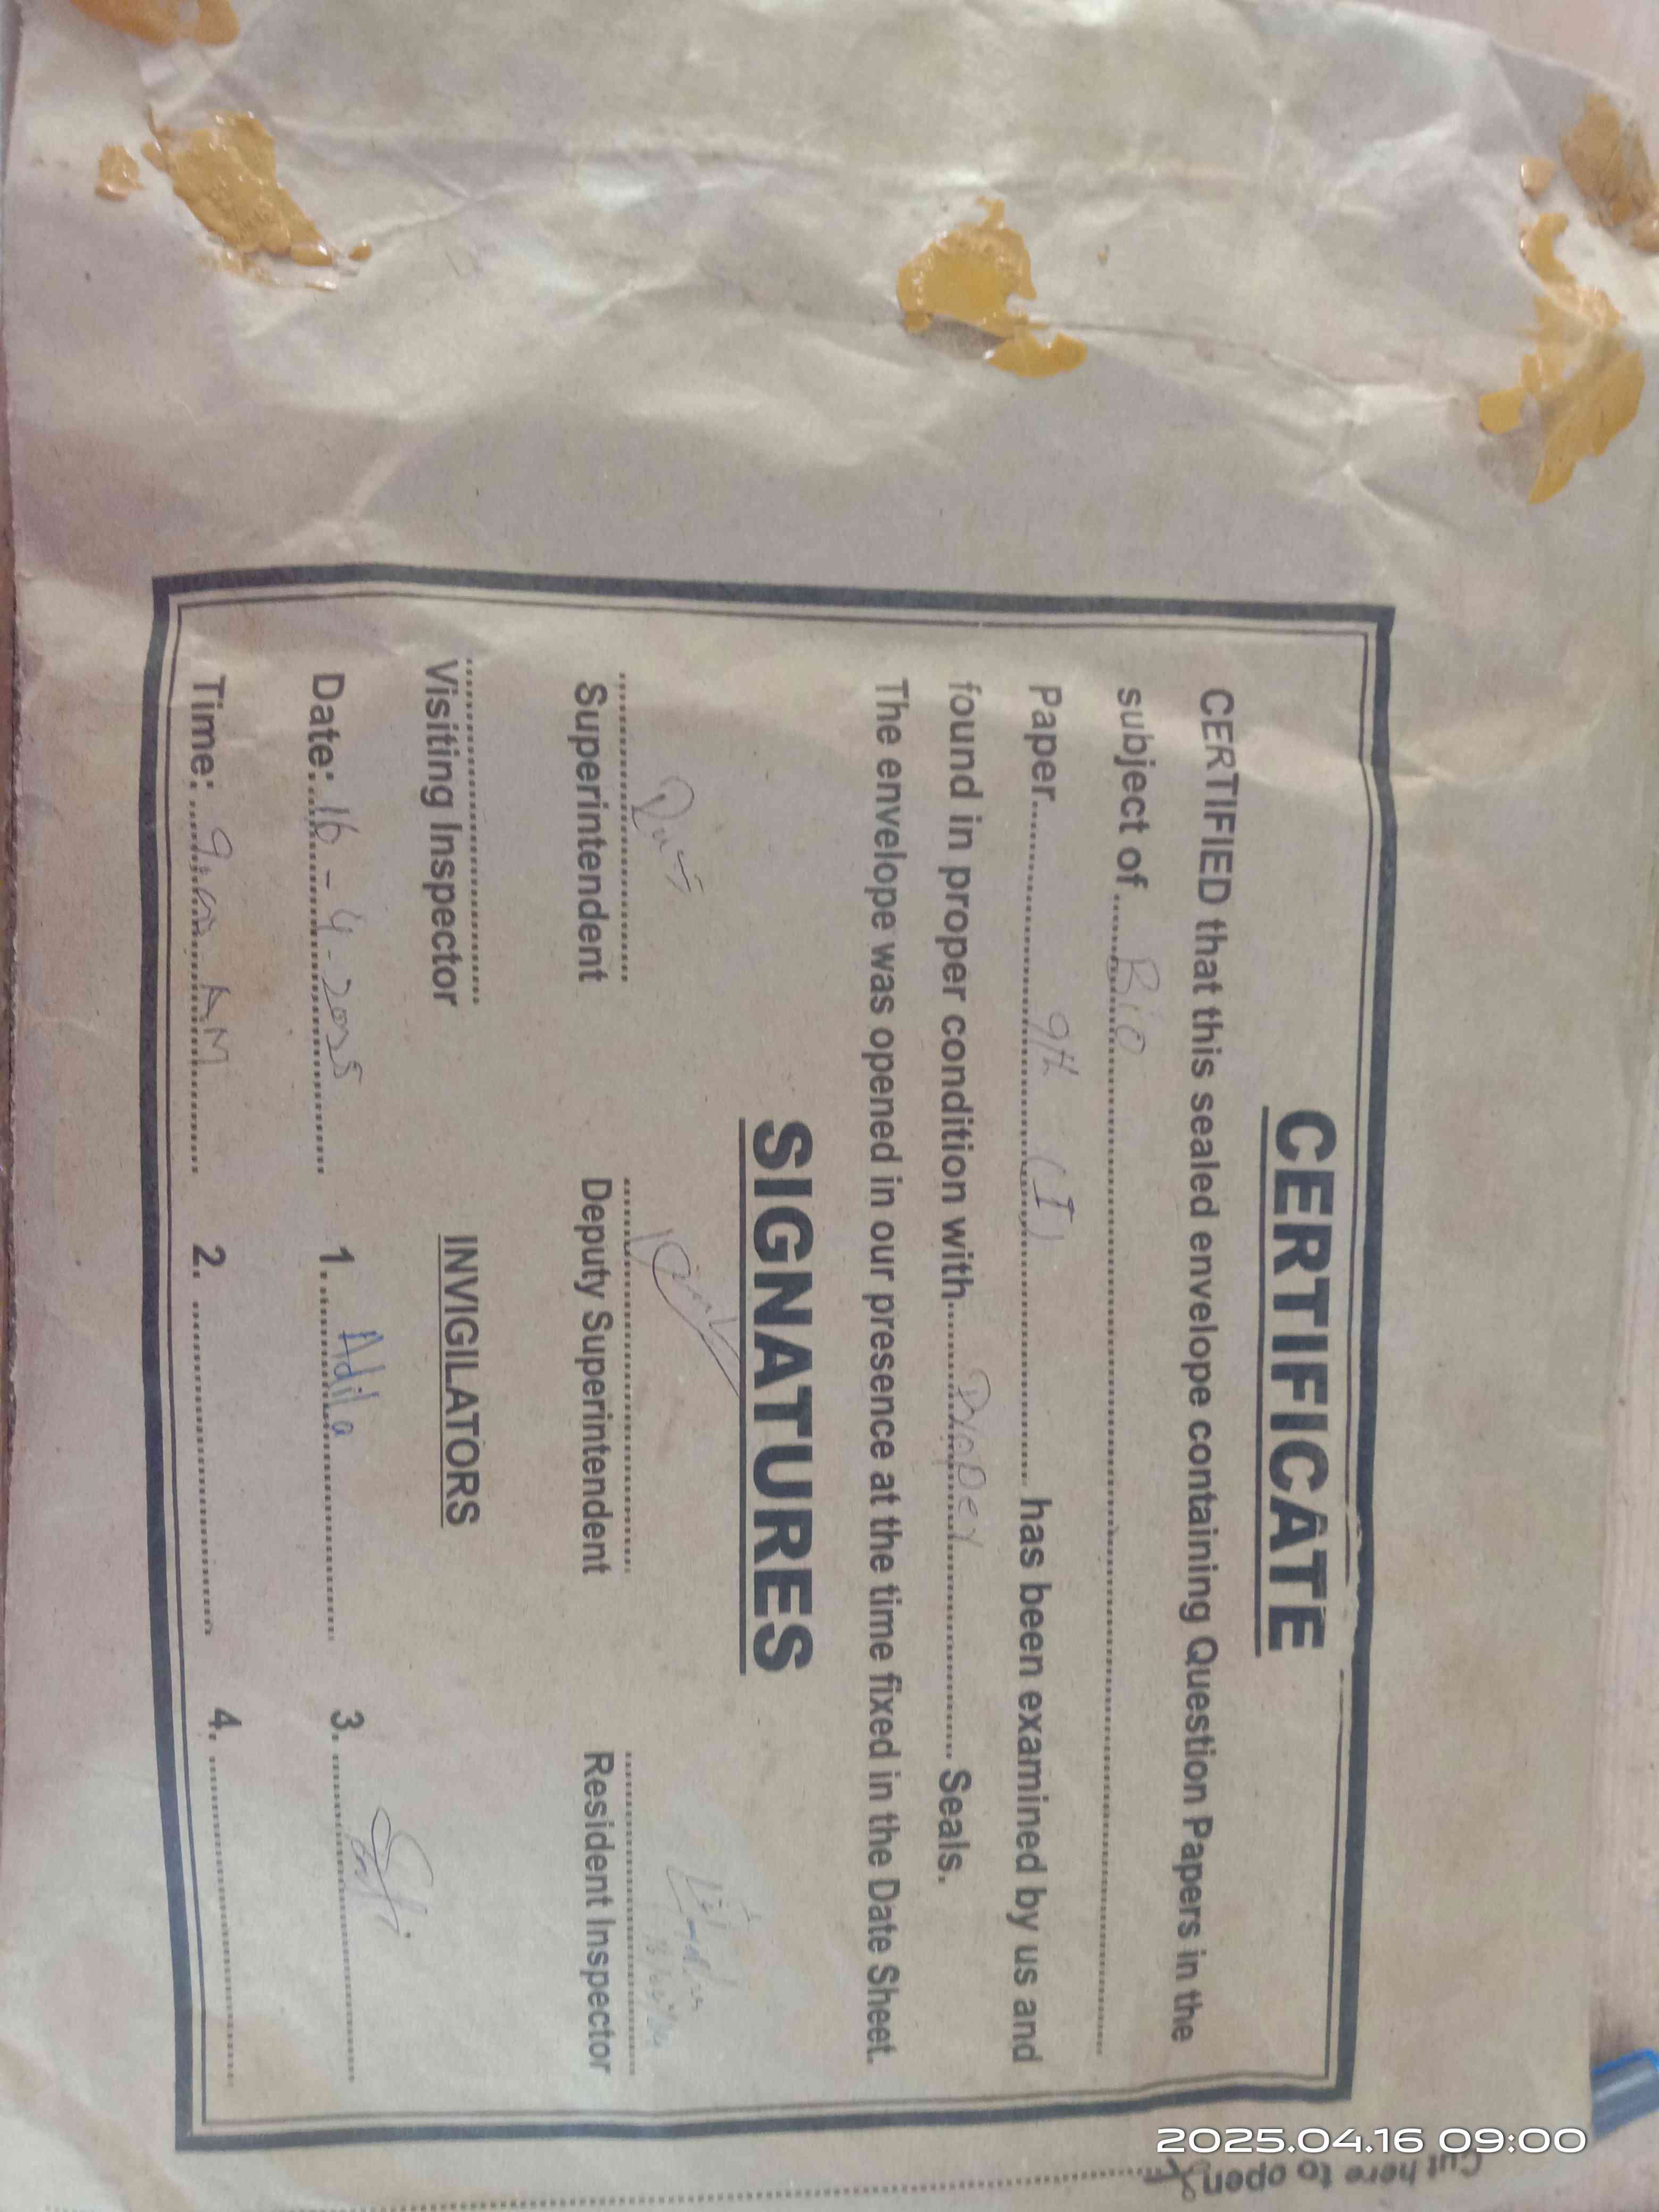 CERTIFICATE
CERTIFIED that this sealed envelope containing Question Papers in the
subject of......Bio......
Paper......9th (I)...... has been examined by us and
found in proper condition with......Proper...... Seals.
The envelope was opened in our presence at the time fixed in the Date Sheet.
SIGNATURES
Superintendent Deputy Superintendent Resident Inspector
Visiting Inspector INVIGILATORS
Date: 16-4-2025 1. Adila 3.
Time: 9:00 AM 2. 4.
Cut here to open
2025.04.16 09:00